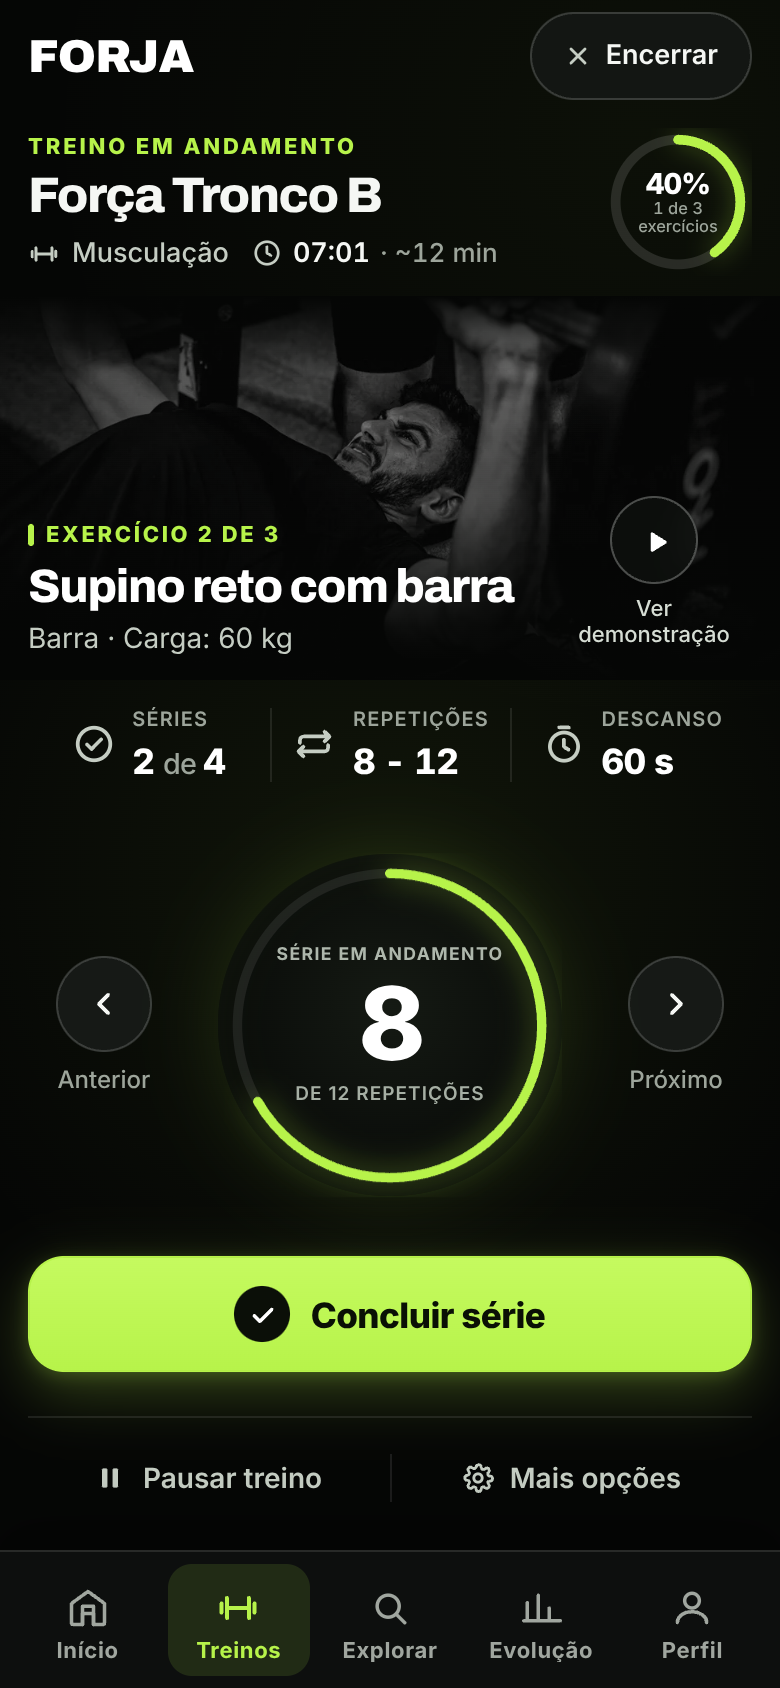 FORJA
Encerrar
TREINO EM ANDAMENTO
Força Tronco B
Musculação 07:01 · ~12 min
40%
1 de 3
exercícios
EXERCÍCIO 2 DE 3
Supino reto com barra
Barra · Carga: 60 kg
Ver
demonstração
SÉRIES
2 de 4
REPETIÇÕES
8 - 12
DESCANSO
60 s
SÉRIE EM ANDAMENTO
8
DE 12 REPETIÇÕES
Anterior
Próximo
Concluir série
Pausar treino
Mais opções
Início
Treinos
Explorar
Evolução
Perfil